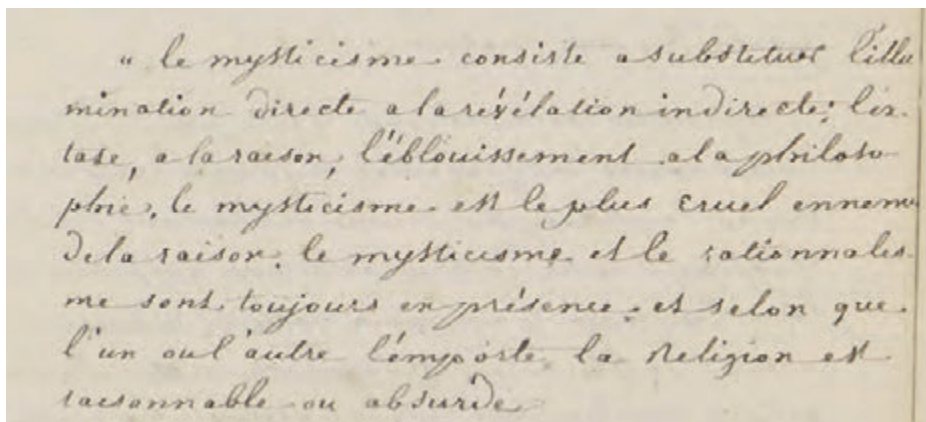 " le mysticisme consiste a substituer l'illu
mination directe a la révélation indirecte; l'ex-
tase, a la raison, l'éblouissement a la philoso-
phie. le mysticisme est le plus cruel ennemi
de la raison. le mysticisme et le rationnalis-
me sont toujours en présence et selon que
l'un ou l'autre l'émporte la Religion est
raisonnable ou absurde